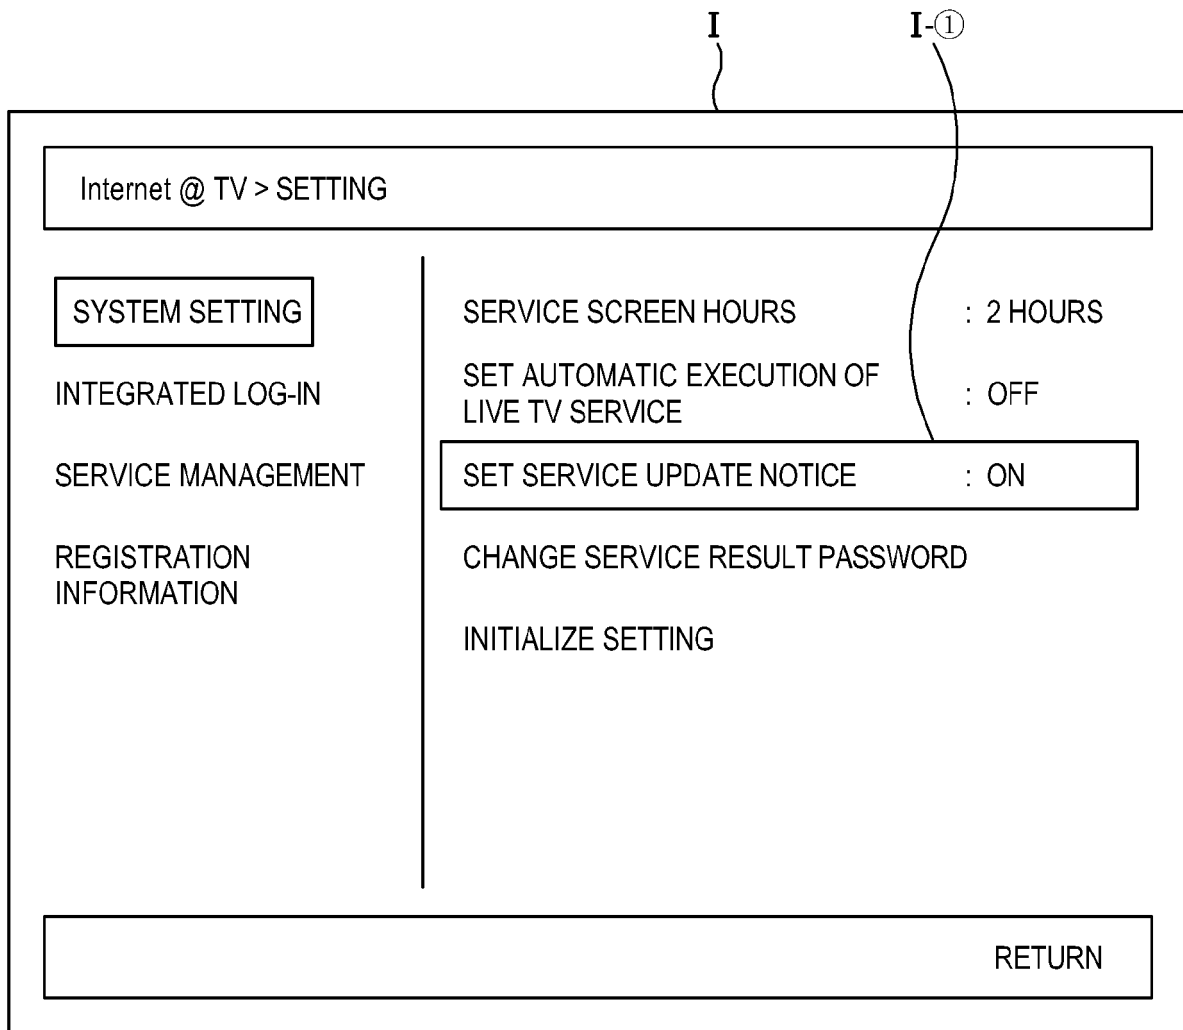 I
I-①
Internet @ TV > SETTING
SYSTEM SETTING
INTEGRATED LOG-IN
SERVICE MANAGEMENT
REGISTRATION
INFORMATION
SERVICE SCREEN HOURS : 2 HOURS
SET AUTOMATIC EXECUTION OF
LIVE TV SERVICE : OFF
SET SERVICE UPDATE NOTICE : ON
CHANGE SERVICE RESULT PASSWORD
INITIALIZE SETTING
RETURN